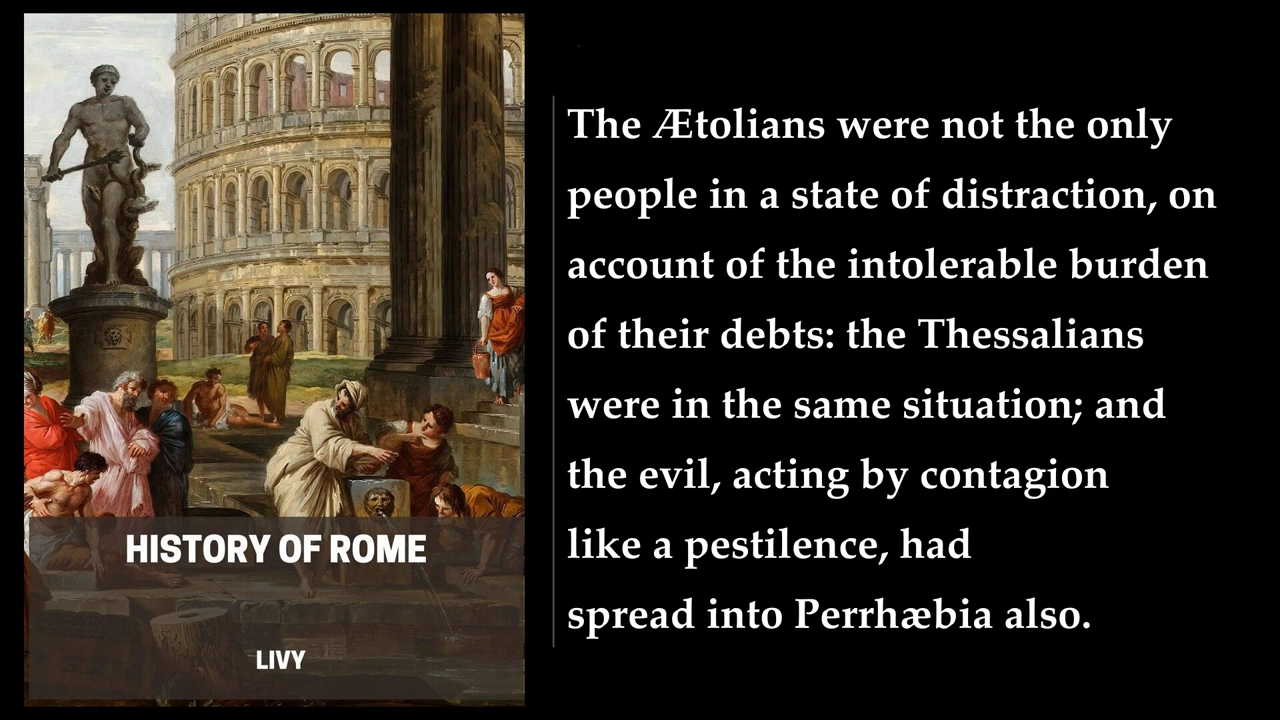 HISTORY OF ROME
LIVY
The Ætolians were not the only
people in a state of distraction, on
account of the intolerable burden
of their debts: the Thessalians
were in the same situation; and
the evil, acting by contagion
like a pestilence, had
spread into Perrhæbia also.